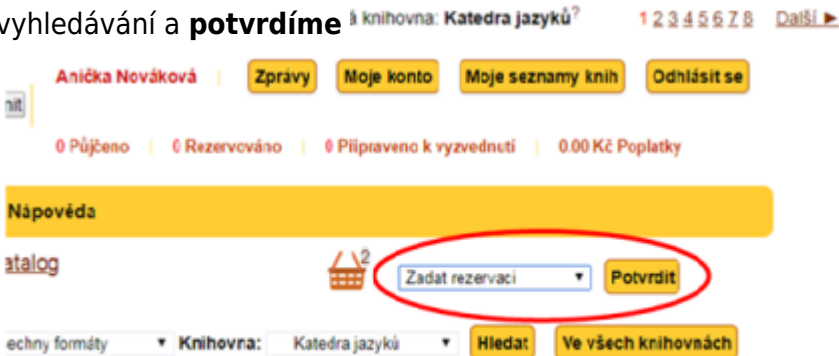 vyhledávání a potvrdíme
á knihovna: Katedra jazyků? 1 2 3 4 5 6 7 8 Další ►
Anička Nováková Zprávy Moje konto Moje seznamy knih Odhlásit se
nit
0 Půjčeno 0 Rezervováno 0 Připraveno k vyzvednutí 0.00 Kč Poplatky
Nápověda
atalog
2
Zadat rezervaci Potvrdit
echny formáty Knihovna: Katedra jazyků Hledat Ve všech knihovnách